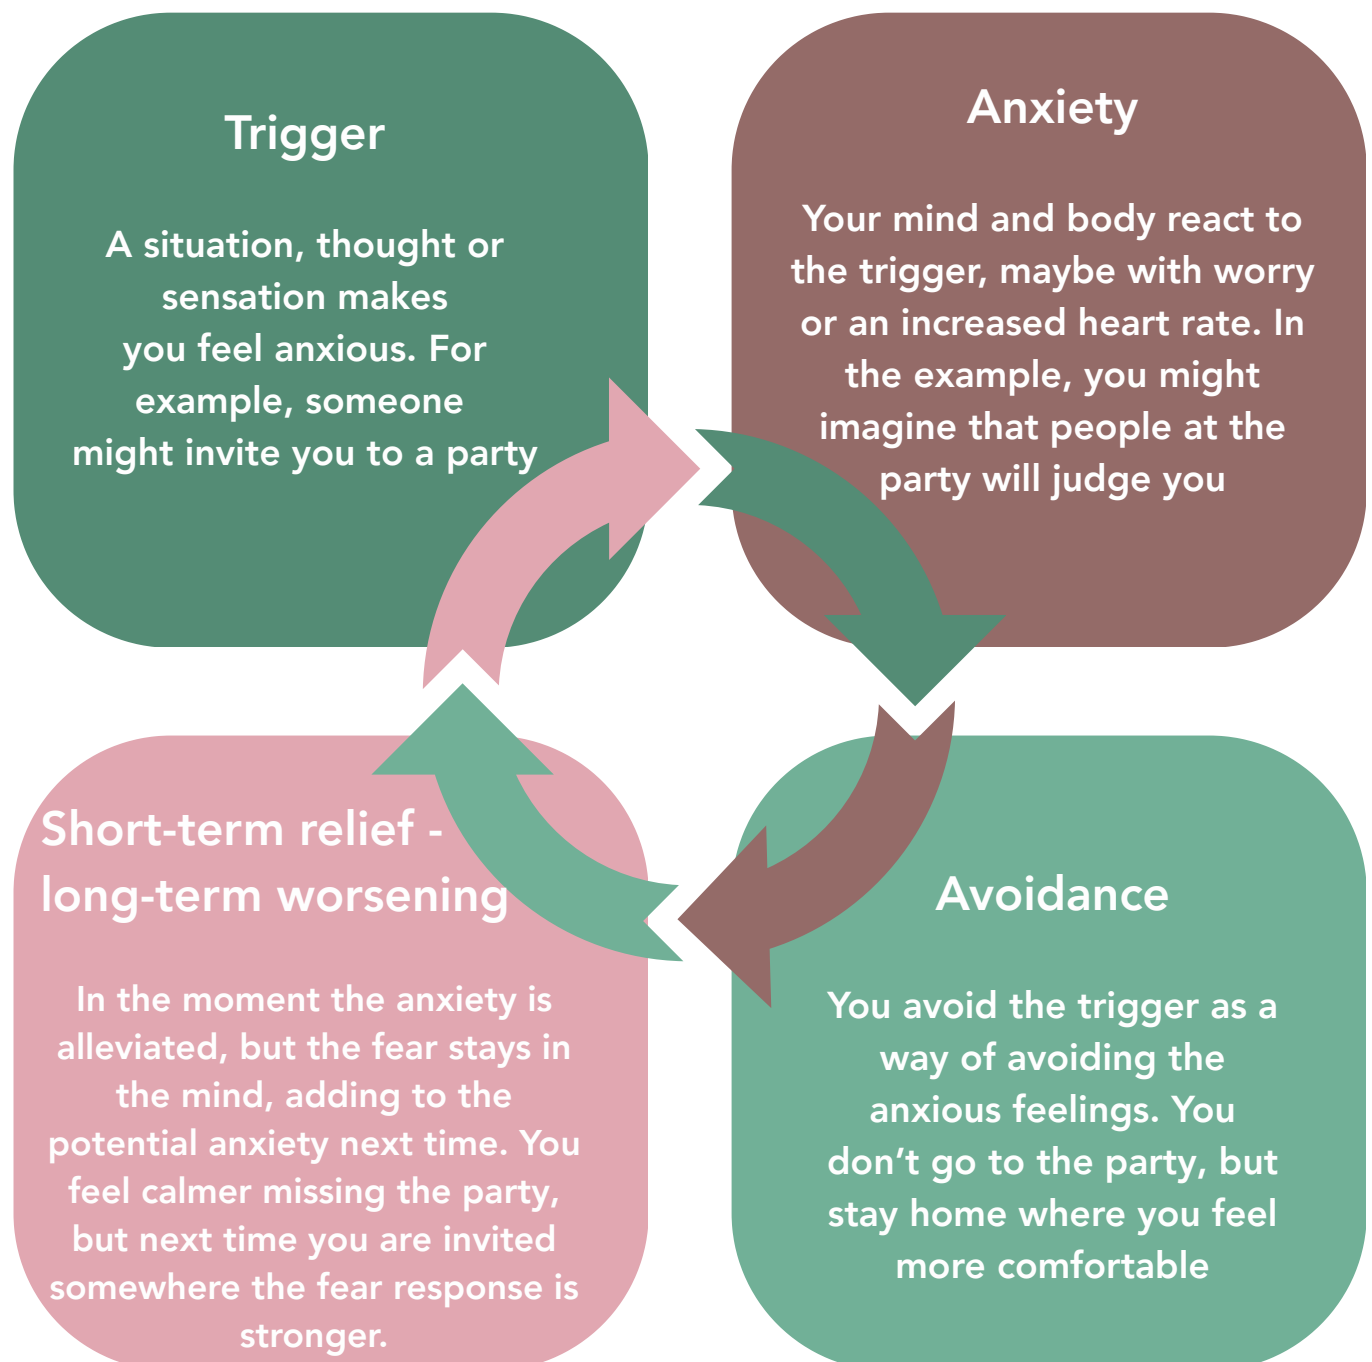 Trigger
A situation, thought or
sensation makes
you feel anxious. For
example, someone
might invite you to a party
Anxiety
Your mind and body react to
the trigger, maybe with worry
or an increased heart rate. In
the example, you might
imagine that people at the
party will judge you
Short-term relief -
long-term worsening
In the moment the anxiety is
alleviated, but the fear stays in
the mind, adding to the
potential anxiety next time. You
feel calmer missing the party,
but next time you are invited
somewhere the fear response is
stronger.
Avoidance
You avoid the trigger as a
way of avoiding the
anxious feelings. You
don’t go to the party, but
stay home where you feel
more comfortable